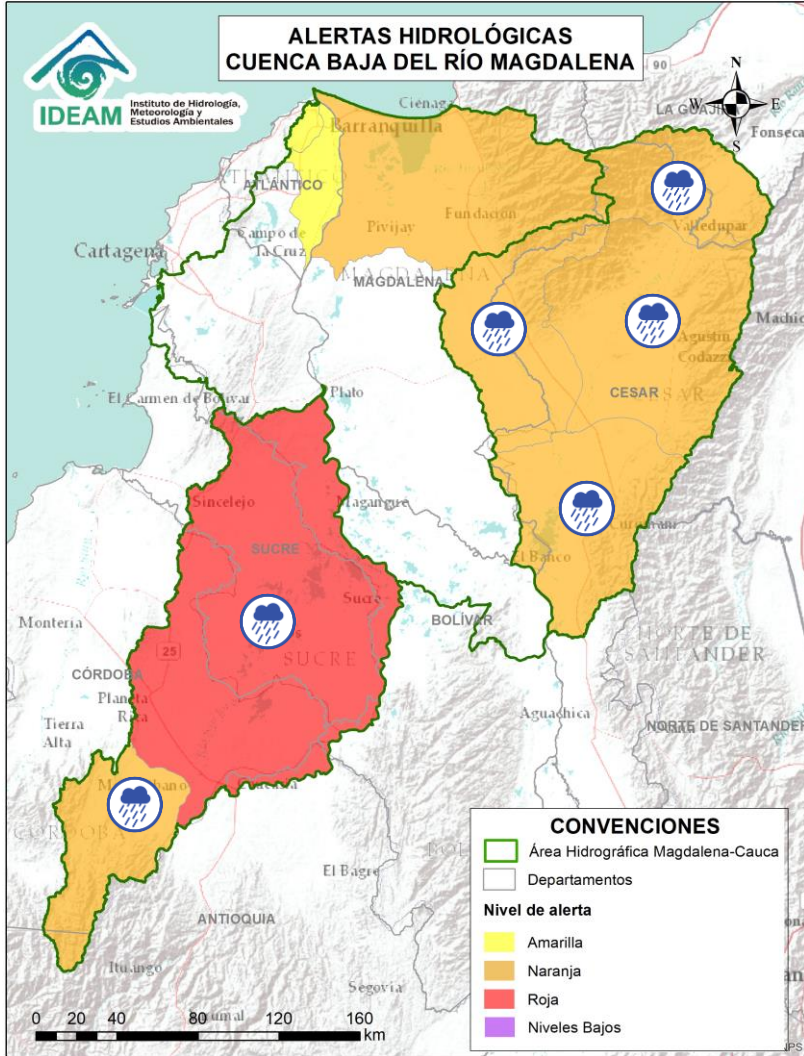 ALERTAS HIDROLÓGICAS
CUENCA BAJA DEL RÍO MAGDALENA
IDEAM
Instituto de Hidrología,
Meteorología y
Estudios Ambientales
90
N
W
E
S
LA GUAJI
Fonseca
Ciénaga
Barranquilla
ATLÁNTICO
Valledupar
Fundación
Pivijay
Campo de
la Cruz
Cartagena
MAGDALENA
MAGDALENA
Agustín
Codazzi
CESAR
El Carmen de Bolívar
Plato
Sincelejo
Magangué
El Banco
SUCRE
Sucre
SUCRE
BOLÍVAR
Montería
25
CÓRDOBA
Planeta
Rica
Tierra
Alta
NORTE DE
SANTANDER
NORTE DE SANTANDER
Aguachica
El Bagre
ANTIOQUIA
Ituango
Segovia
CONVENCIONES
Área Hidrográfica Magdalena-Cauca
Departamentos
Nivel de alerta
Amarilla
Naranja
Roja
Niveles Bajos
0 20 40 80 120 160
km